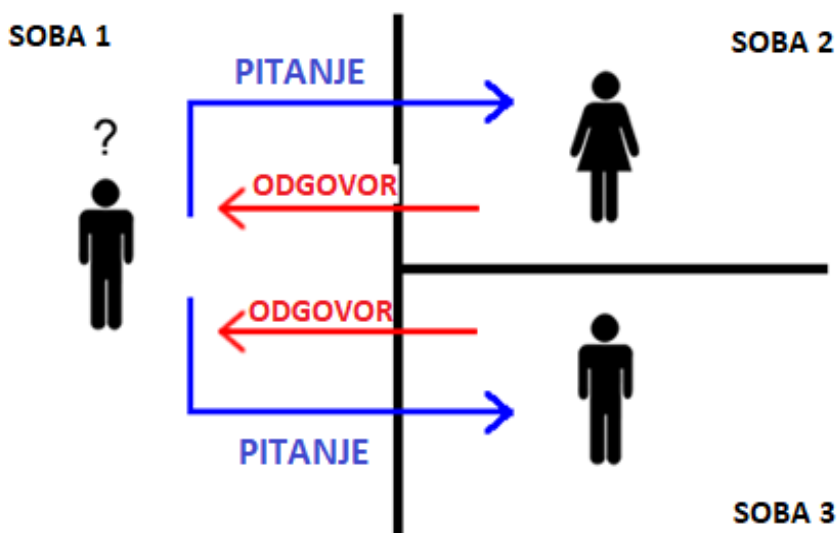 SOBA 1
SOBA 2
PITANJE
?
ODGOVOR
ODGOVOR
PITANJE
SOBA 3